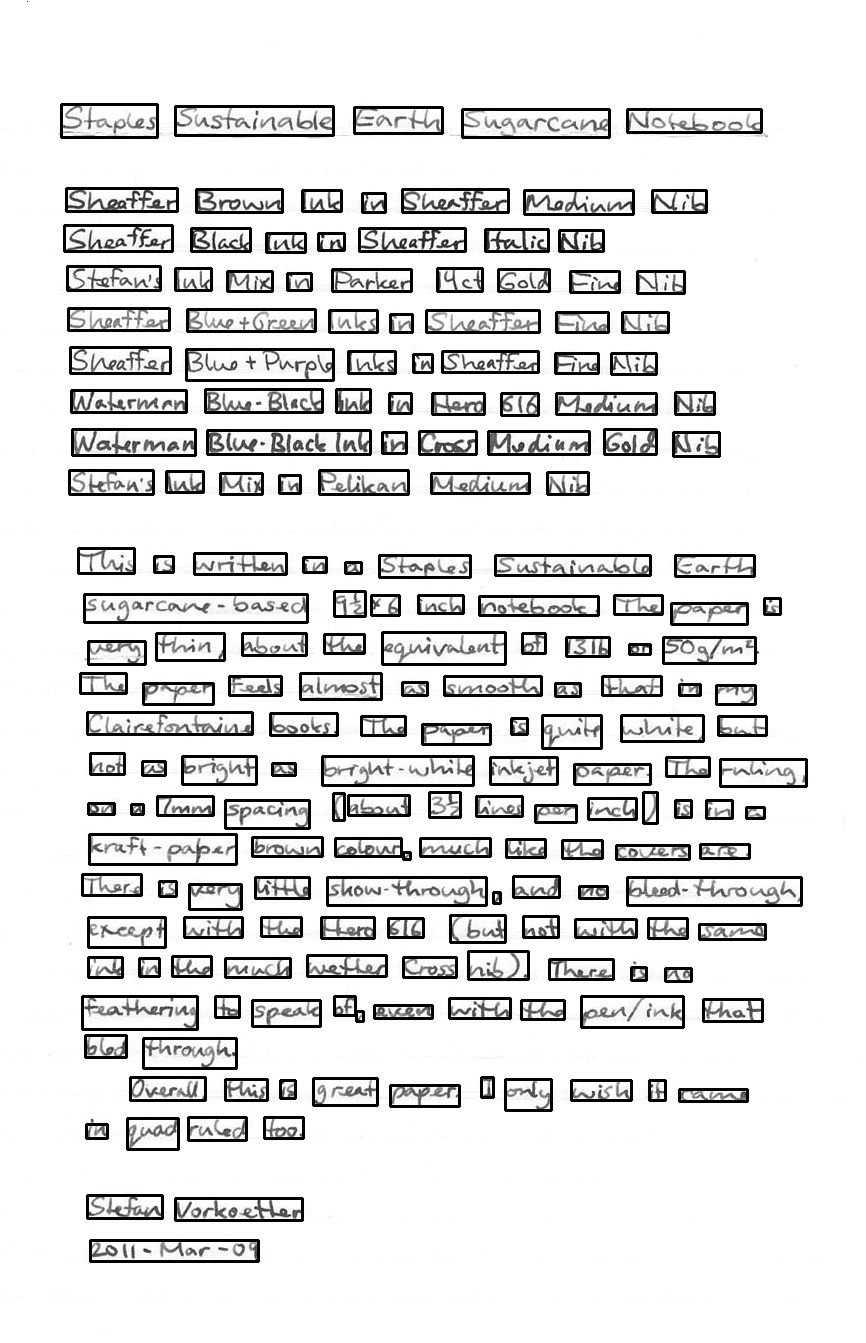 Staples Sustainable Earth Sugarcane Notebook
Sheaffer Brown Ink in Sheaffer Medium Nib
Sheaffer Black Ink in Sheaffer Italic Nib
Stefan's Ink Mix in Parker 14ct Gold Fine Nib
Sheaffer Blue+Green Inks in Sheaffer Fine Nib
Sheaffer Blue+Purple Inks in Sheaffer Fine Nib
Waterman Blue-Black Ink in Hero 616 Medium Nib
Waterman Blue-Black Ink in Cross Medium Gold Nib
Stefan's Ink Mix in Pelikan Medium Nib
This is written in a Staples Sustainable Earth
sugarcane-based 9½×6 inch notebook. The paper is
very thin, about the equivalent of 13lb or 50g/m²
The paper feels almost as smooth as that in my
Clairefontaine books. The paper is quite white, but
not as bright as bright-white inkjet paper. The ruling,
on a 7mm spacing (about 3½ lines per inch) is in a
kraft-paper brown colour, much like the covers are.
There is very little show-through, and no bleed-through,
except with the Hero 616 (but not with the same
ink in the much wetter Cross nib). There is no
feathering to speak of, even with the pen/ink that
bled through.
Overall this is great paper. I only wish it came
in quad ruled too.
Stefan Vorkoetter
2011-Mar-09